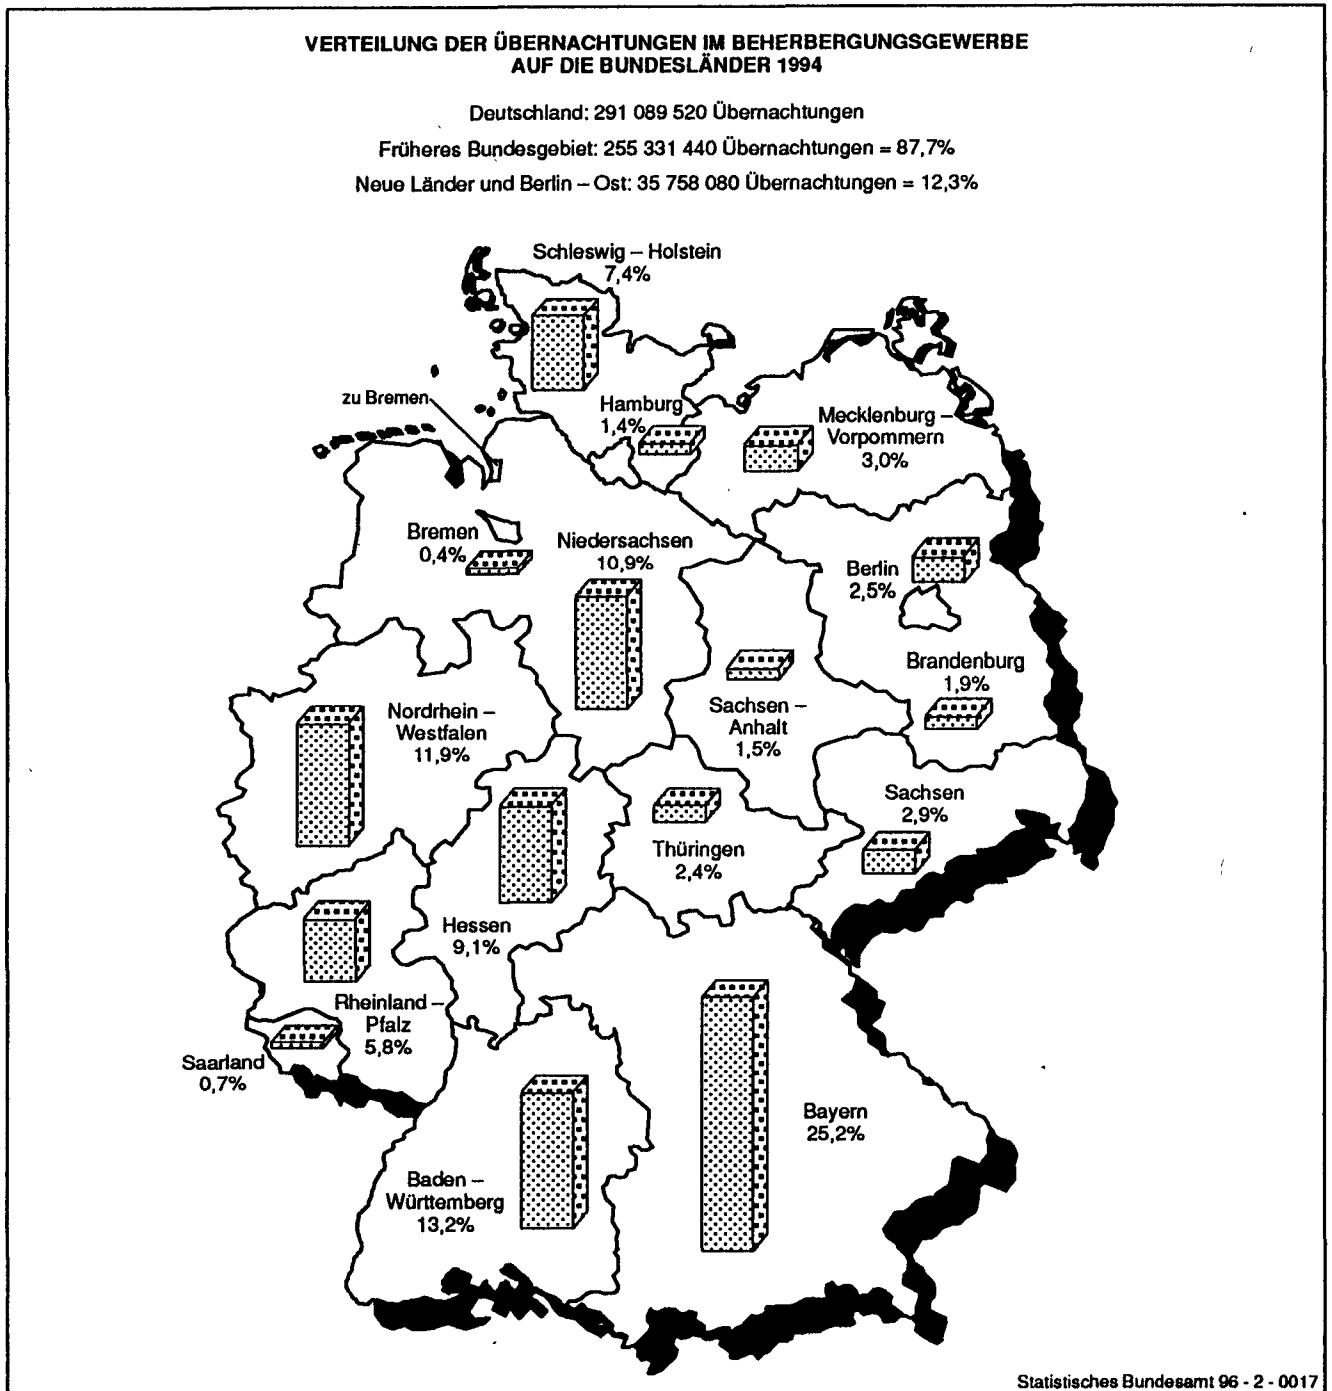 VERTEILUNG DER ÜBERNACHTUNGEN IM BEHERBERGUNGSGEWERBE
AUF DIE BUNDESLÄNDER 1994
Deutschland: 291 089 520 Übernachtungen
Früheres Bundesgebiet: 255 331 440 Übernachtungen = 87,7%
Neue Länder und Berlin – Ost: 35 758 080 Übernachtungen = 12,3%
Schleswig – Holstein
7,4%
zu Bremen
Hamburg
1,4%
Mecklenburg –
Vorpommern
3,0%
Bremen
0,4%
Niedersachsen
10,9%
Berlin
2,5%
Brandenburg
1,9%
Sachsen –
Anhalt
1,5%
Nordrhein –
Westfalen
11,9%
Sachsen
2,9%
Thüringen
2,4%
Hessen
9,1%
Rheinland –
Pfalz
5,8%
Saarland
0,7%
Bayern
25,2%
Baden –
Württemberg
13,2%
Statistisches Bundesamt 96 - 2 - 0017